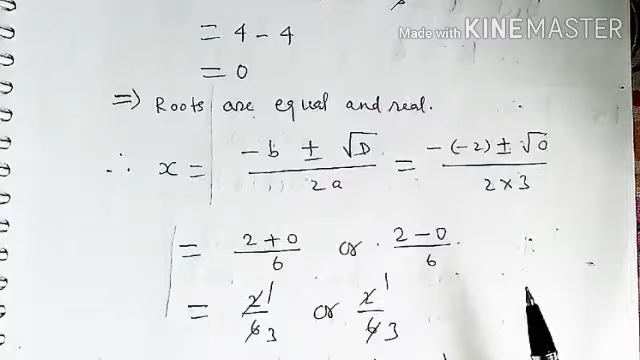 Made with KINEMASTER
= 4 - 4
= 0
=> Roots are equal and real.
∴ x = (-b ± √D)/(2a) = (-(-2) ± √0)/(2×3)
= (2+0)/6 or (2-0)/6
= 2̸1/6̸3 or 2̸1/6̸3